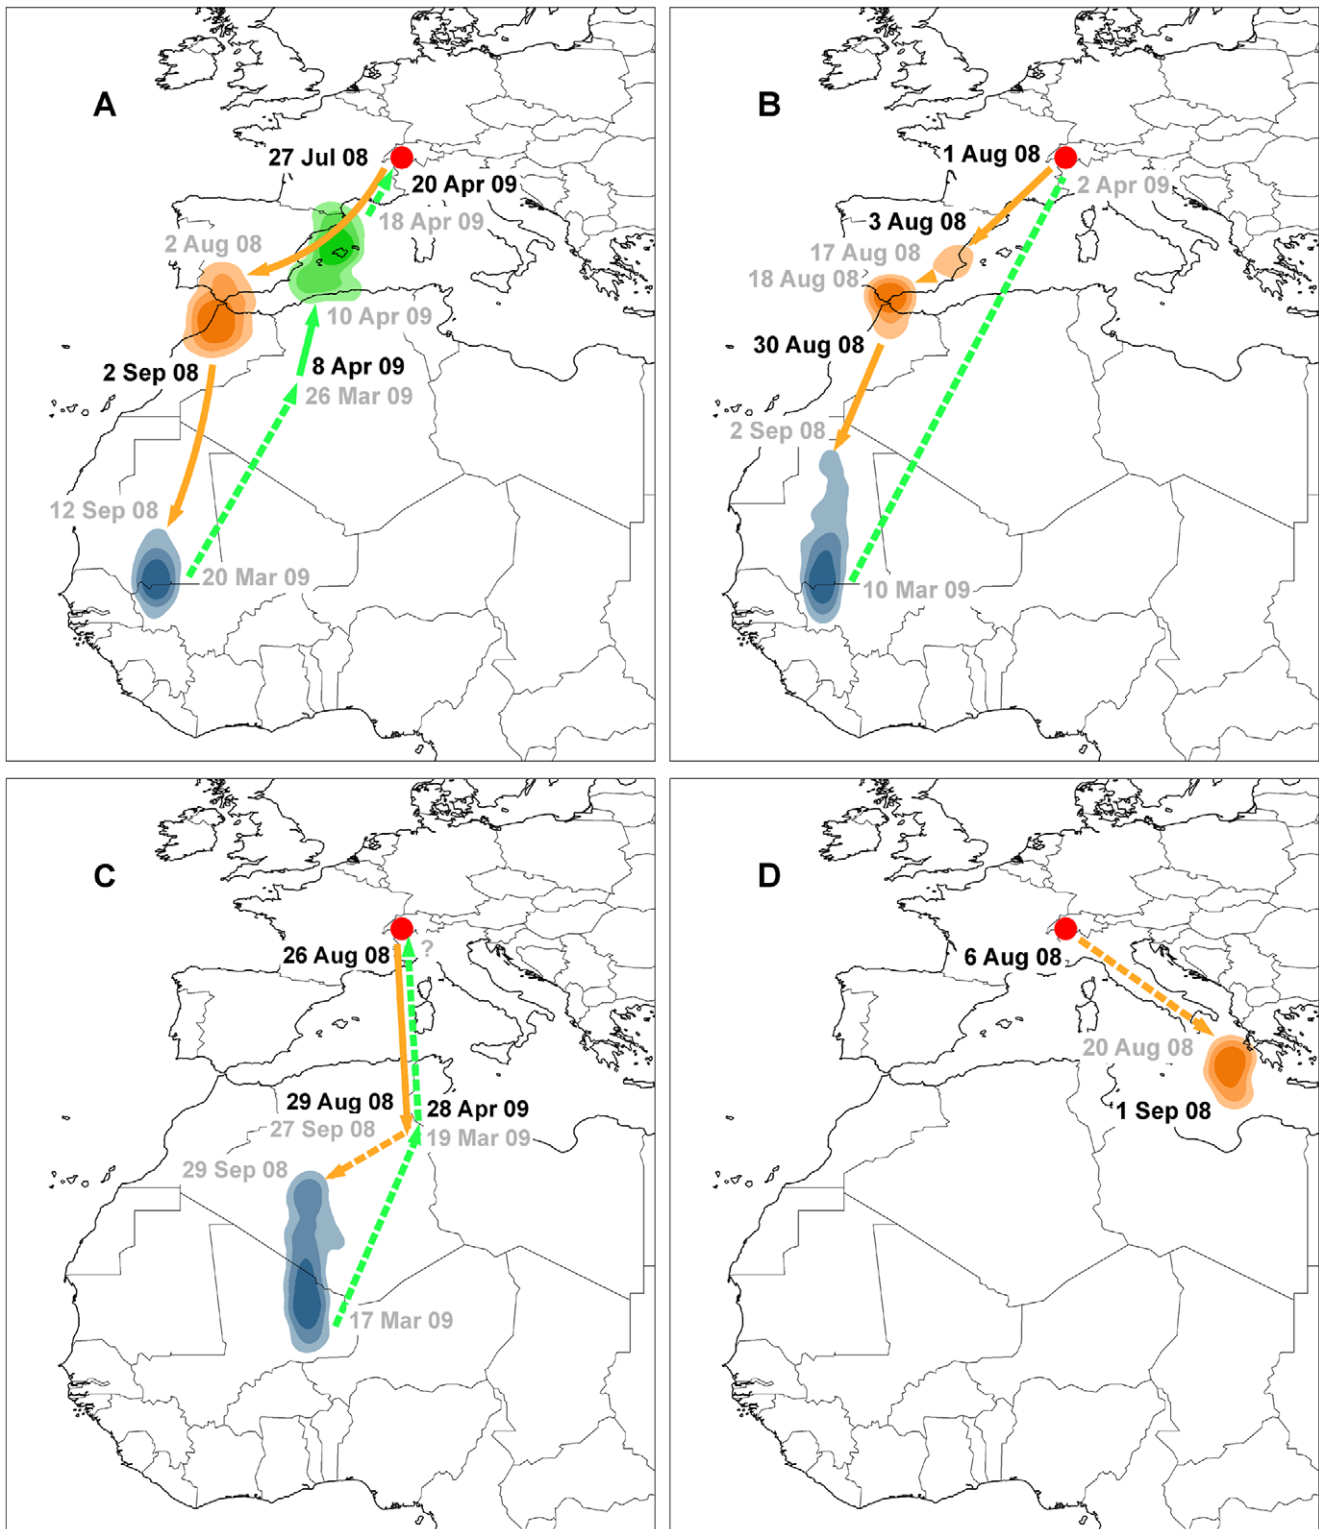 A
27 Jul 08
20 Apr 09
18 Apr 09
2 Aug 08
10 Apr 09
8 Apr 09
2 Sep 08
26 Mar 09
12 Sep 08
20 Mar 09
B
1 Aug 08
2 Apr 09
3 Aug 08
17 Aug 08
18 Aug 08
30 Aug 08
2 Sep 08
10 Mar 09
C
26 Aug 08
?
29 Aug 08
28 Apr 09
27 Sep 08
19 Mar 09
29 Sep 08
17 Mar 09
D
6 Aug 08
20 Aug 08
1 Sep 08